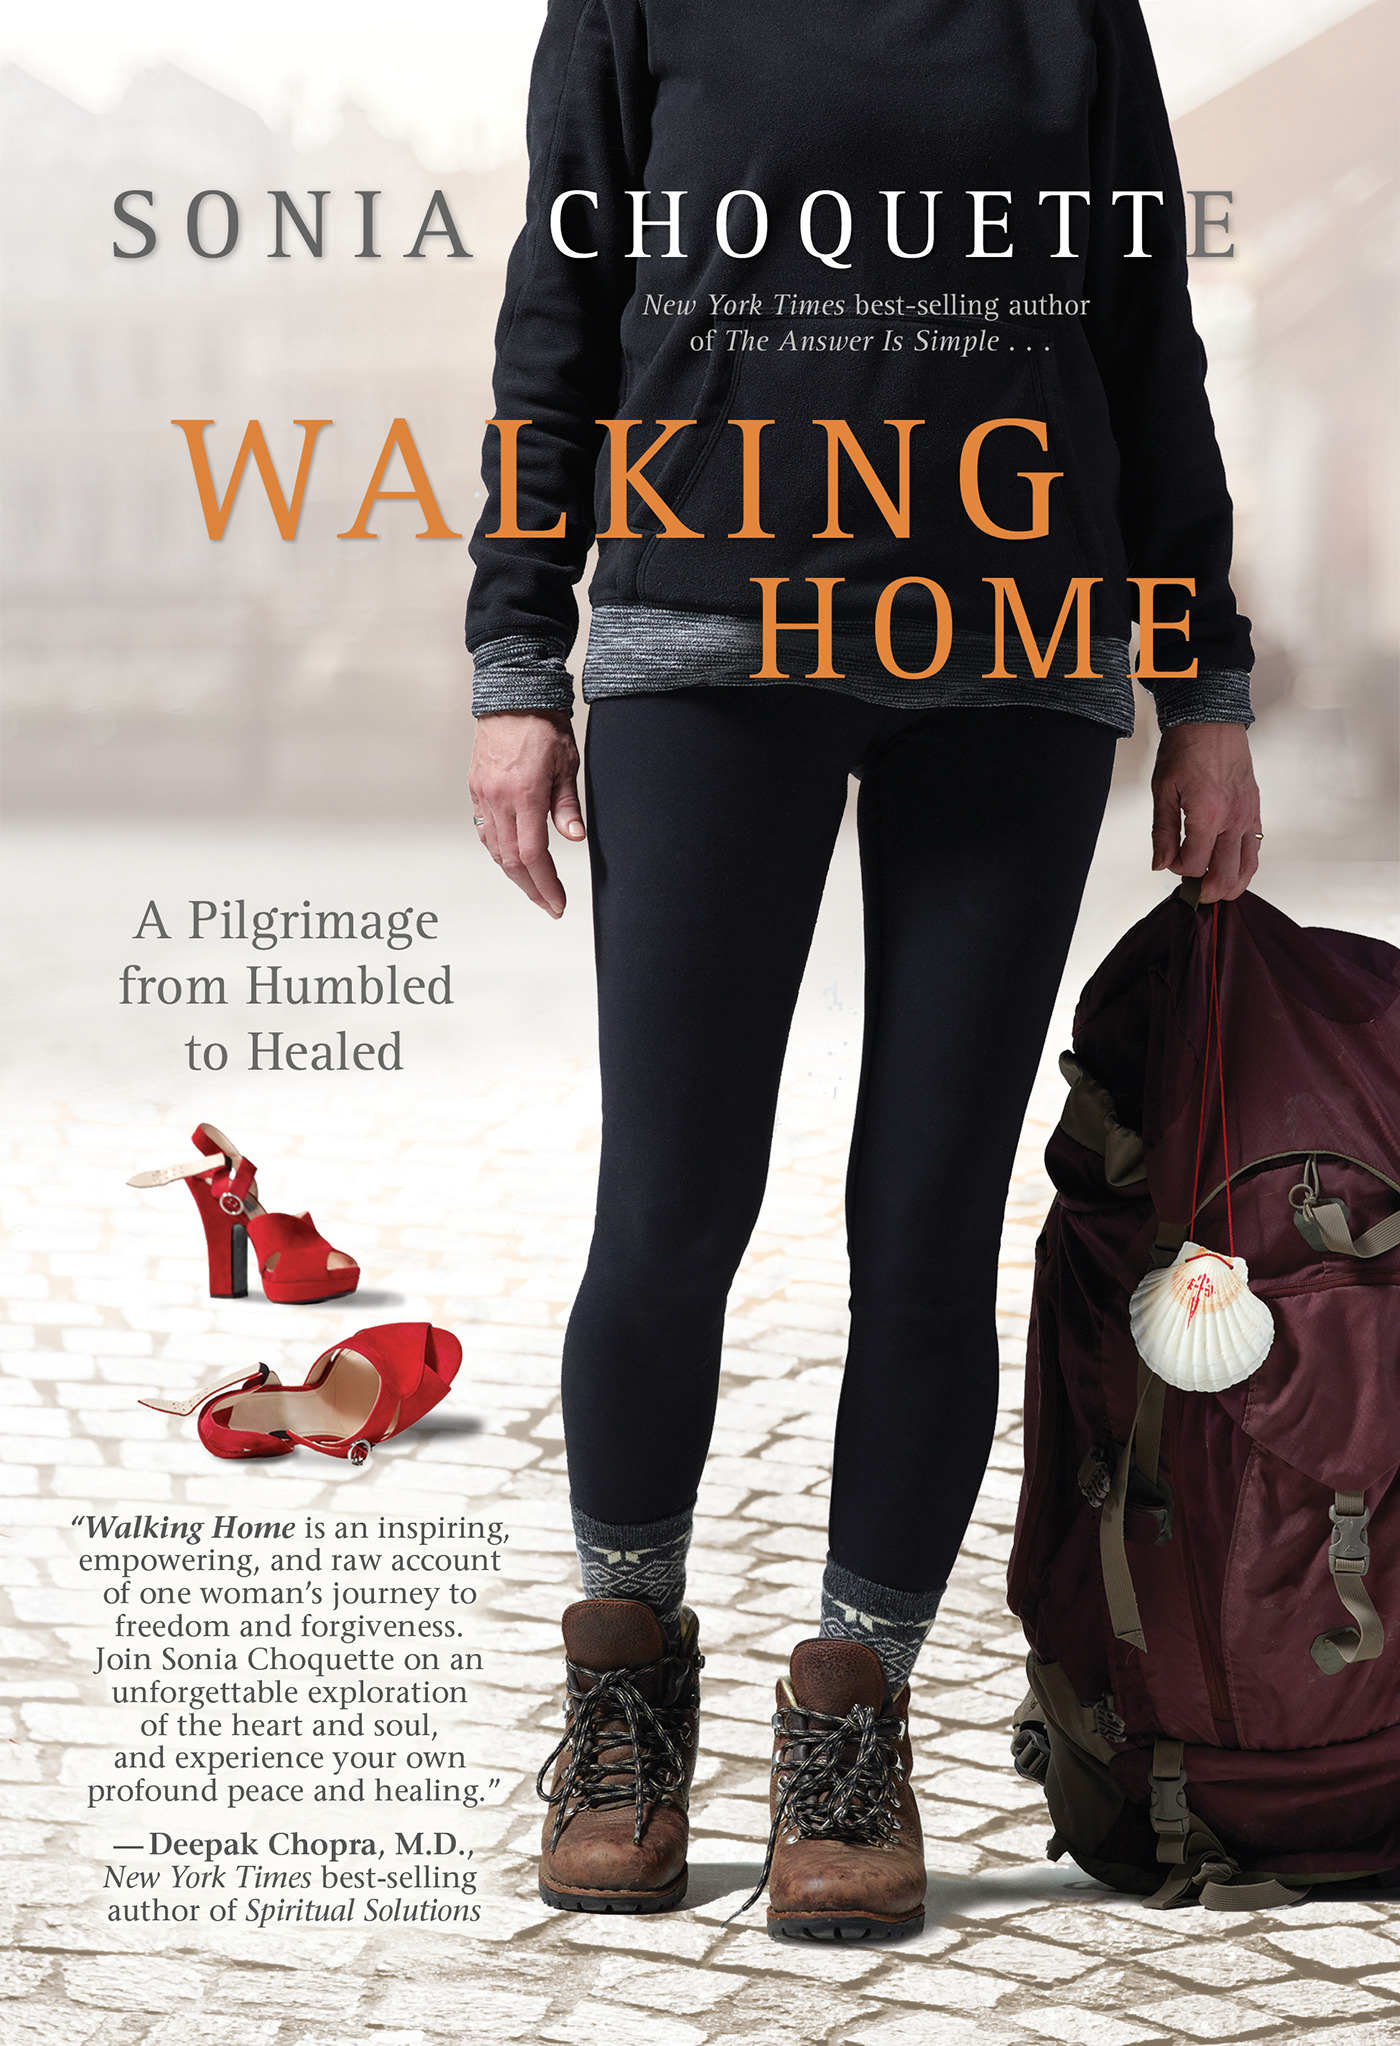 SONIA CHOQUETTE
New York Times best-selling author
of The Answer Is Simple . . .
WALKING
HOME
A Pilgrimage
from Humbled
to Healed
“Walking Home is an inspiring,
empowering, and raw account
of one woman’s journey to
freedom and forgiveness.
Join Sonia Choquette on an
unforgettable exploration
of the heart and soul,
and experience your own
profound peace and healing.”
—Deepak Chopra, M.D.,
New York Times best-selling
author of Spiritual Solutions